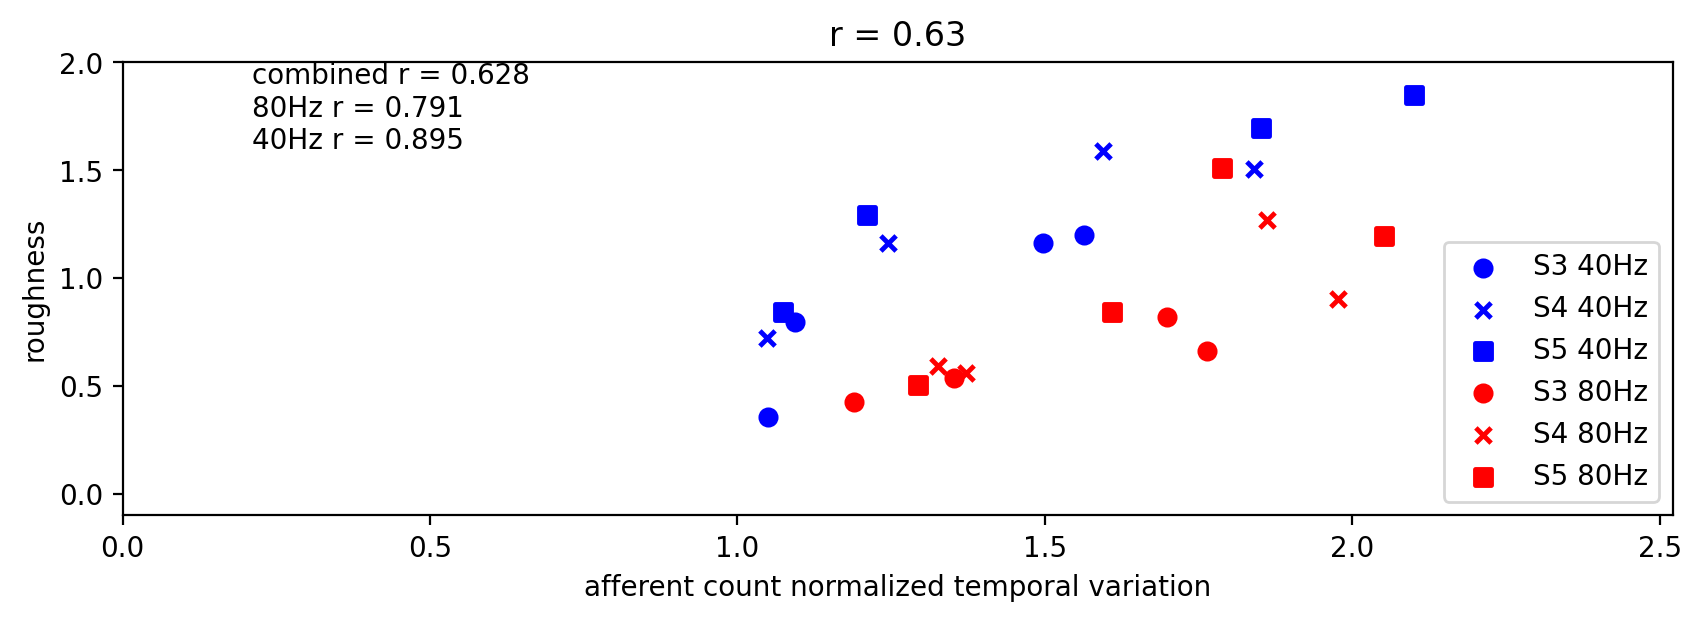 r = 0.63
combined r = 0.628
80Hz r = 0.791
40Hz r = 0.895
2.0
1.5
1.0
0.5
0.0
roughness
0.0 0.5 1.0 1.5 2.0 2.5
afferent count normalized temporal variation
S3 40Hz
S4 40Hz
S5 40Hz
S3 80Hz
S4 80Hz
S5 80Hz